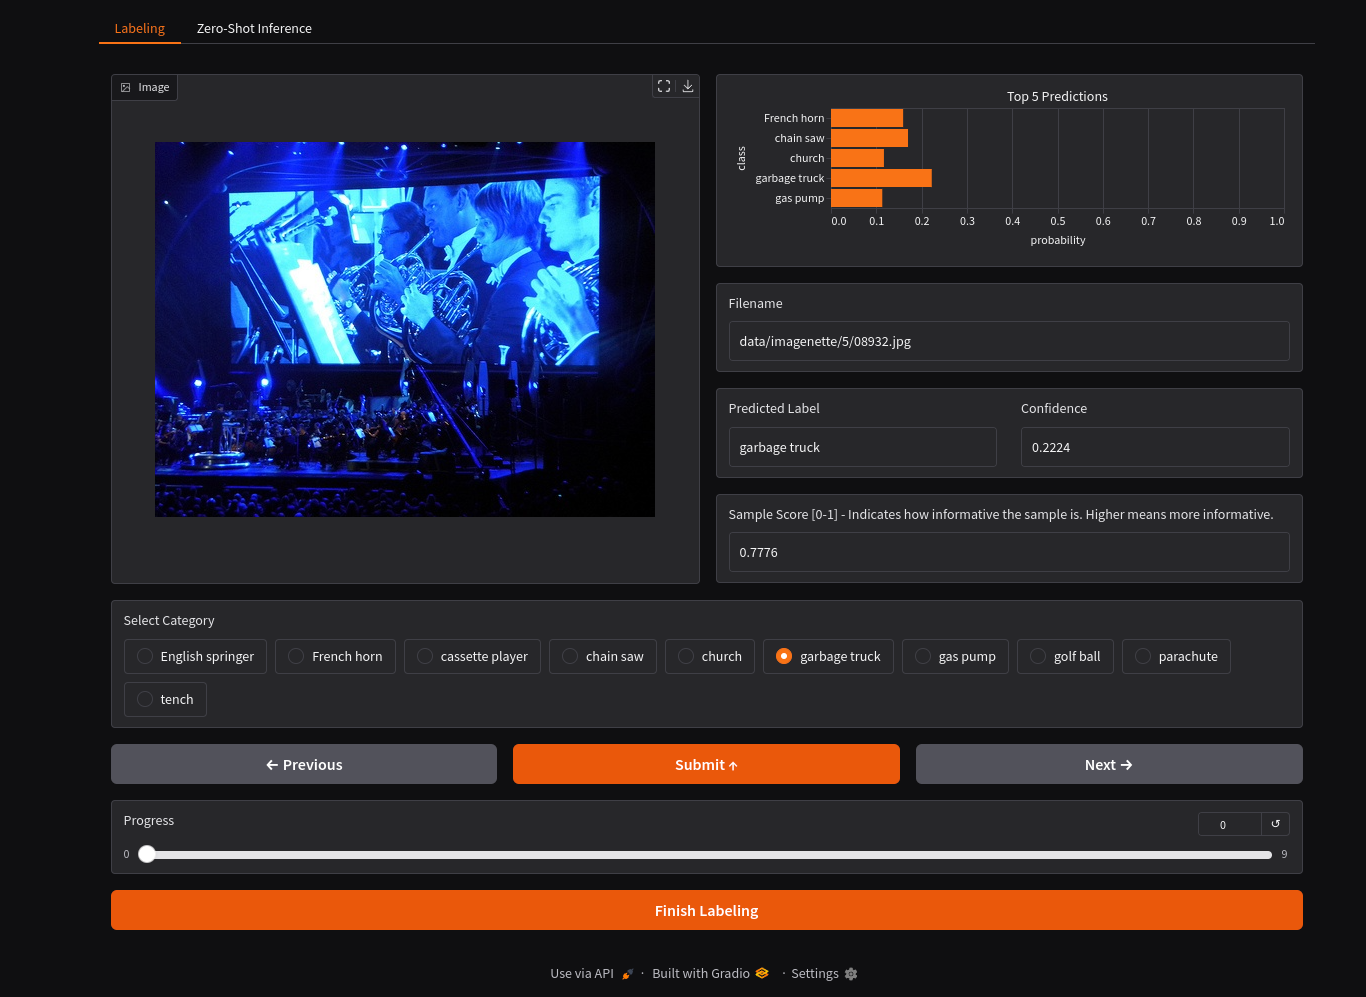 Labeling
Zero-Shot Inference
Image
Top 5 Predictions
class
French horn
chain saw
church
garbage truck
gas pump
0.0 0.1 0.2 0.3 0.4 0.5 0.6 0.7 0.8 0.9 1.0
probability
Filename
data/imagenette/5/08932.jpg
Predicted Label
garbage truck
Confidence
0.2224
Sample Score [0-1] - Indicates how informative the sample is. Higher means more informative.
0.7776
Select Category
English springer
French horn
cassette player
chain saw
church
garbage truck
gas pump
golf ball
parachute
tench
← Previous
Submit ↑
Next →
Progress
0
↺
0
9
Finish Labeling
Use via API 🚀 · Built with Gradio · Settings ⚙